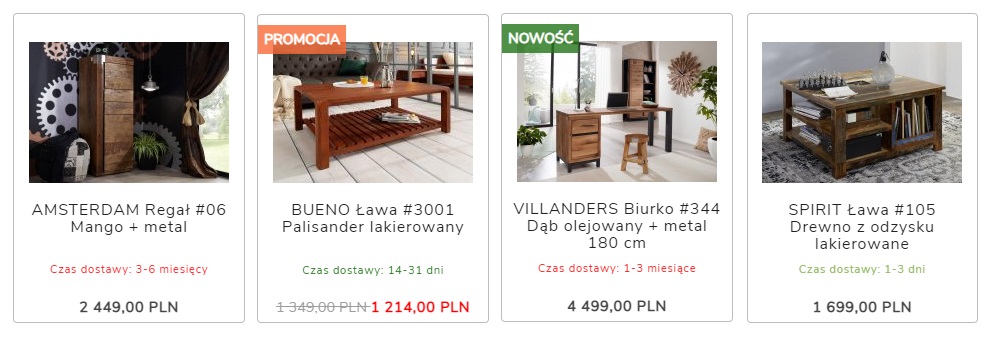 AMSTERDAM Regał #06
Mango + metal
Czas dostawy: 3-6 miesięcy
2 449,00 PLN
PROMOCJA
BUENO Ława #3001
Palisander lakierowany
Czas dostawy: 14-31 dni
1 349,00 PLN 1 214,00 PLN
NOWOŚĆ
VILLANDERS Biurko #344
Dąb olejowany + metal
180 cm
Czas dostawy: 1-3 miesiące
4 499,00 PLN
SPIRIT Ława #105
Drewno z odzysku
lakierowane
Czas dostawy: 1-3 dni
1 699,00 PLN